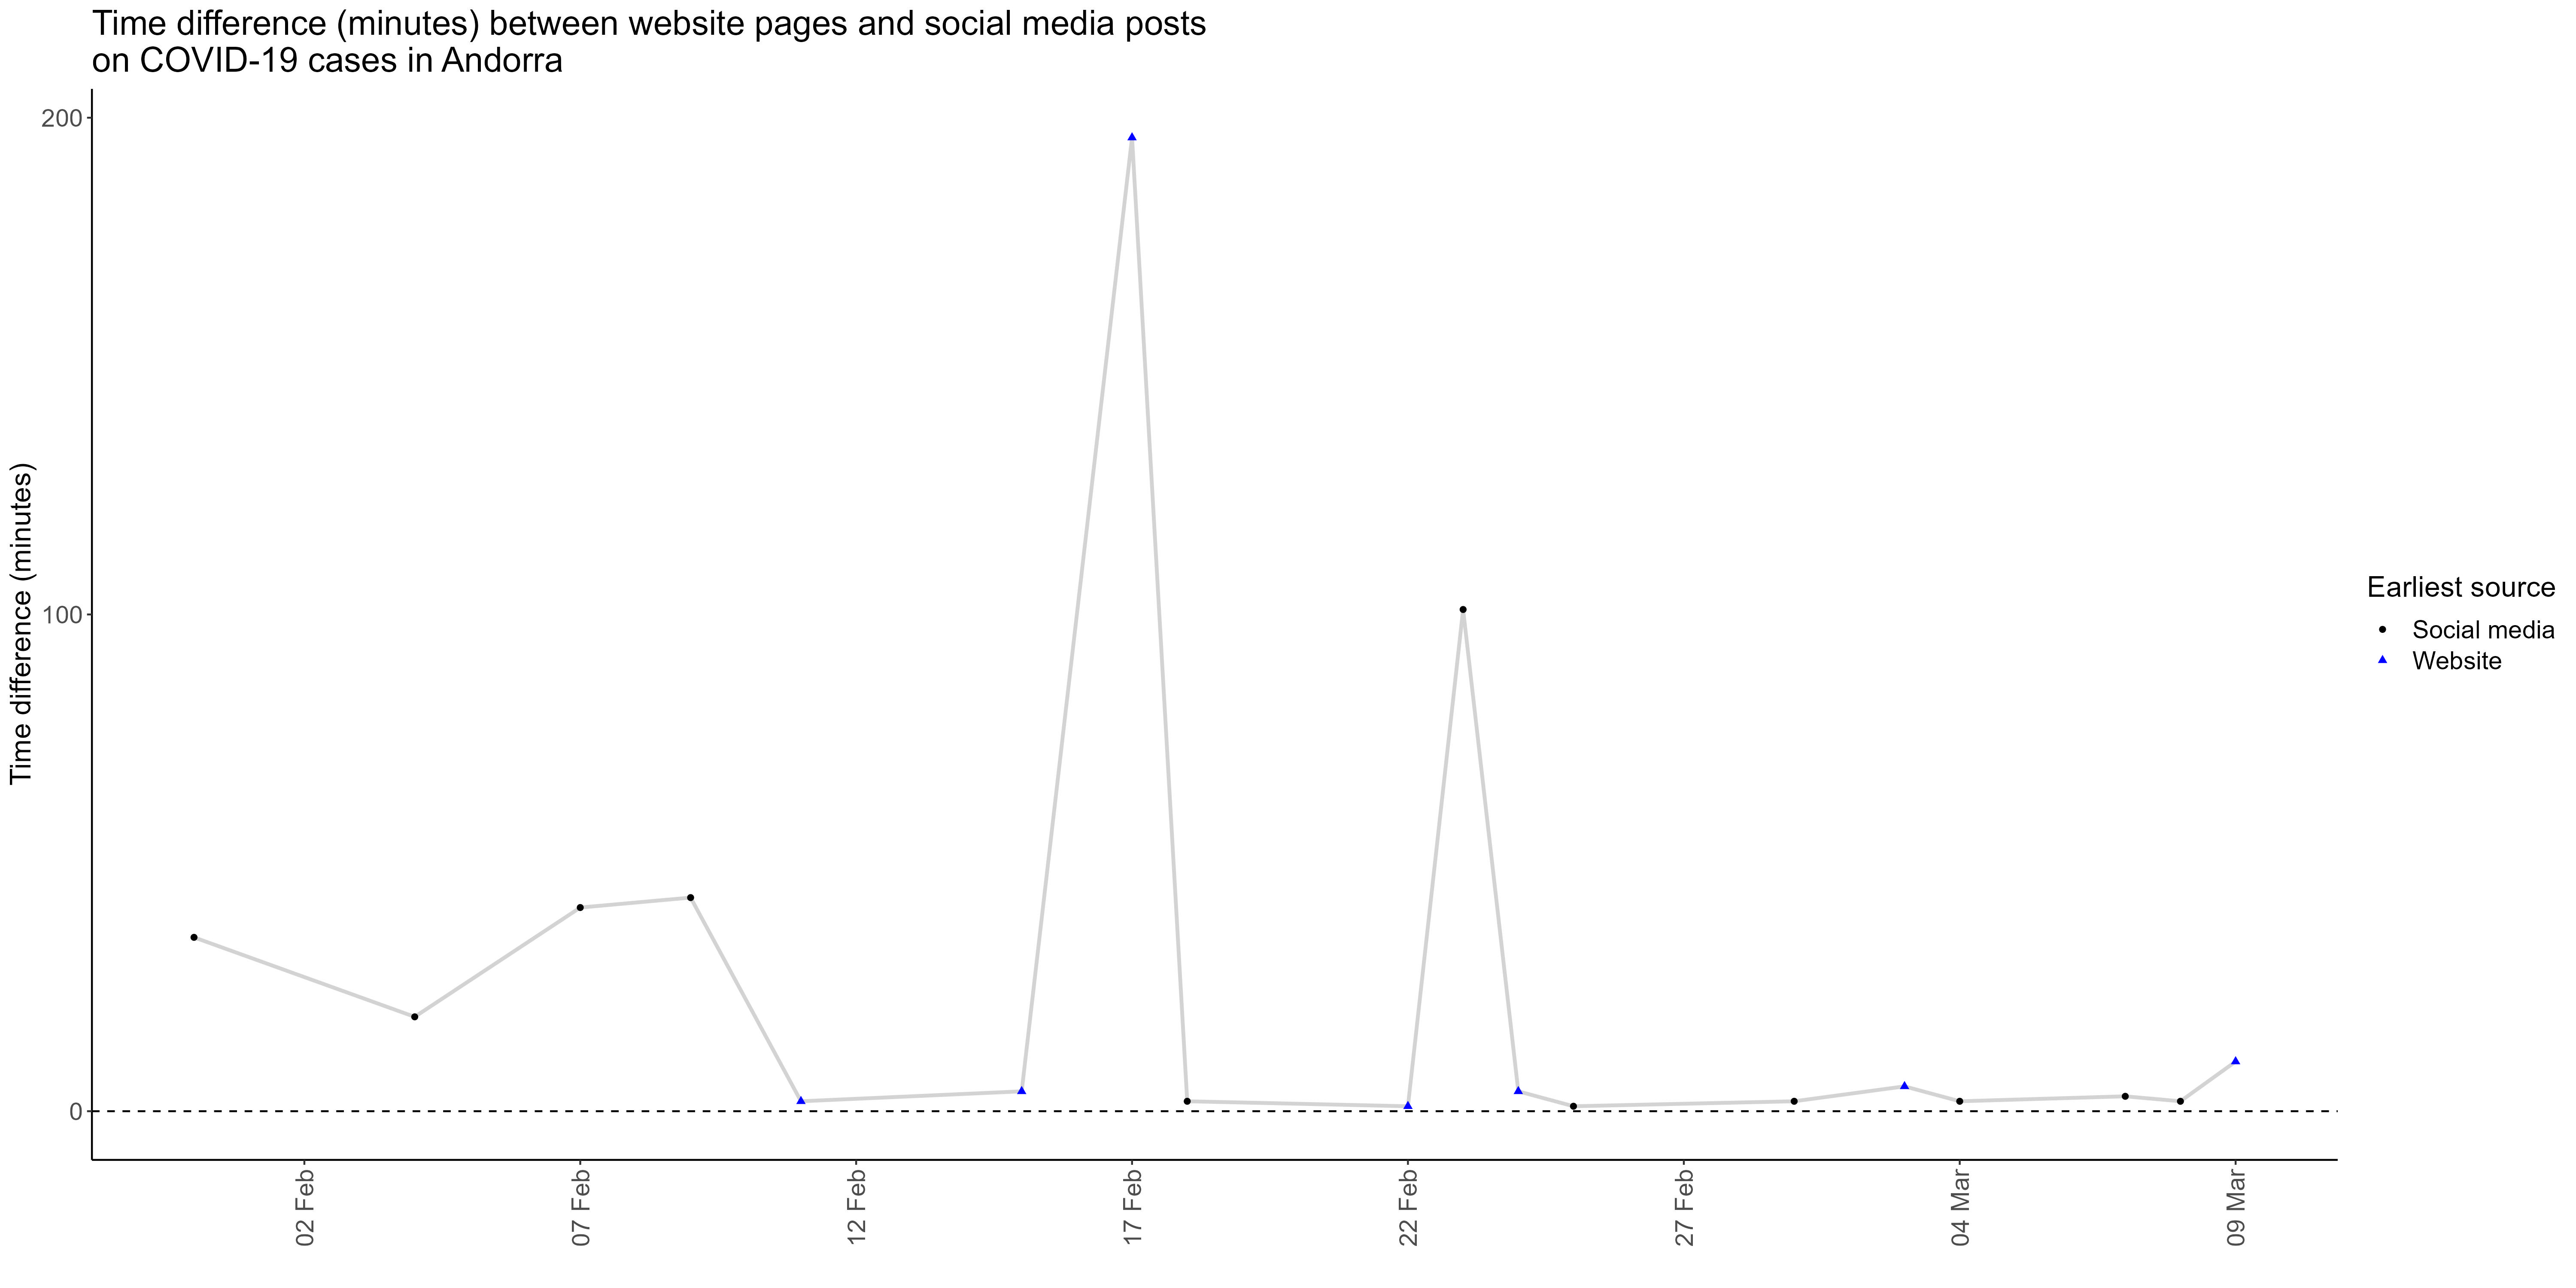 Time difference (minutes) between website pages and social media posts
on COVID-19 cases in Andorra
Time difference (minutes)
200
100
0
02 Feb
07 Feb
12 Feb
17 Feb
22 Feb
27 Feb
04 Mar
09 Mar
Earliest source
Social media
Website